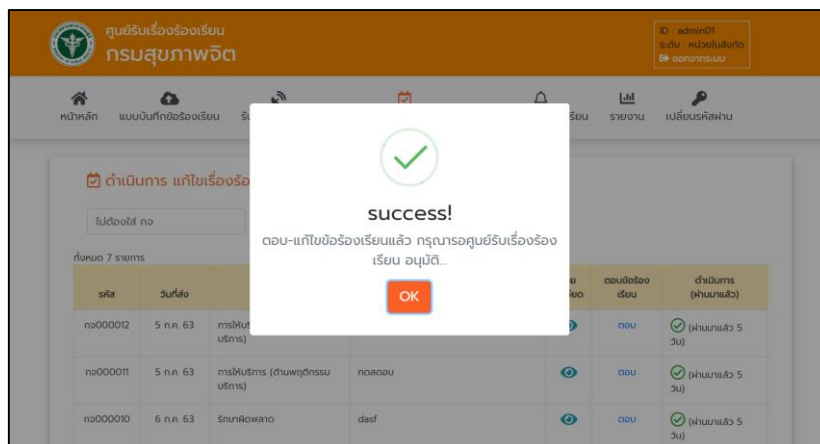 ศูนย์รับเรื่องร้องเรียน
กรมสุขภาพจิต
ID : admin01
ระดับ : หน่วยในสังกัด
ออกจากระบบ
หน้าหลัก แบบบันทึกข้อร้องเรียน รายงาน เปลี่ยนรหัสผ่าน
ดำเนินการ แก้ไขเรื่อง
ไม่ต้องใส่ กจ
success!
ตอบ-แก้ไขข้อร้องเรียนแล้ว กรุณารอศูนย์รับเรื่องร้อง
เรียน อนุมัติ...
OK
ทั้งหมด 7 รายการ
รหัส วันที่ส่ง ตอบข้อร้องเรียน ดำเนินการ (ผ่านมาแล้ว)
กจ000012 5 ก.ค. 63 บริการ) ตอบ (ผ่านมาแล้ว 5 วัน)
กจ000011 5 ก.ค. 63 การให้บริการ (ด้านพฤติกรรมบริการ) ทดสอบ ตอบ (ผ่านมาแล้ว 5 วัน)
กจ000010 6 ก.ค. 63 รักษาผิดพลาด dasf ตอบ (ผ่านมาแล้ว 5 วัน)